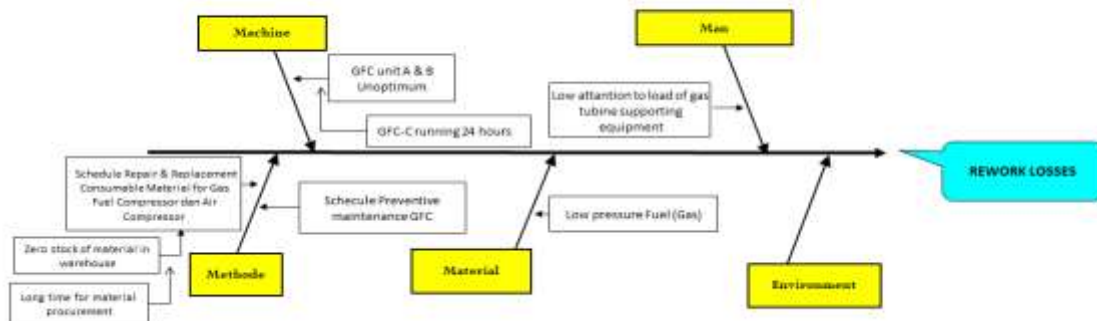 Machine
Man
GFC unit A & B
Unoptimum
GFC-C running 24 hours
Low attantion to load of gas
tubine supporting
equipment
REWORK LOSSES
Schedule Repair & Replacement
Consumable Material for Gas
Fuel Compressor dan Air
Compressor
Schecule Preventive
maintenance GFC
Low pressure Fuel (Gas)
Zero stock of material in
warehouse
Long time for material
procurement
Methode
Material
Environment